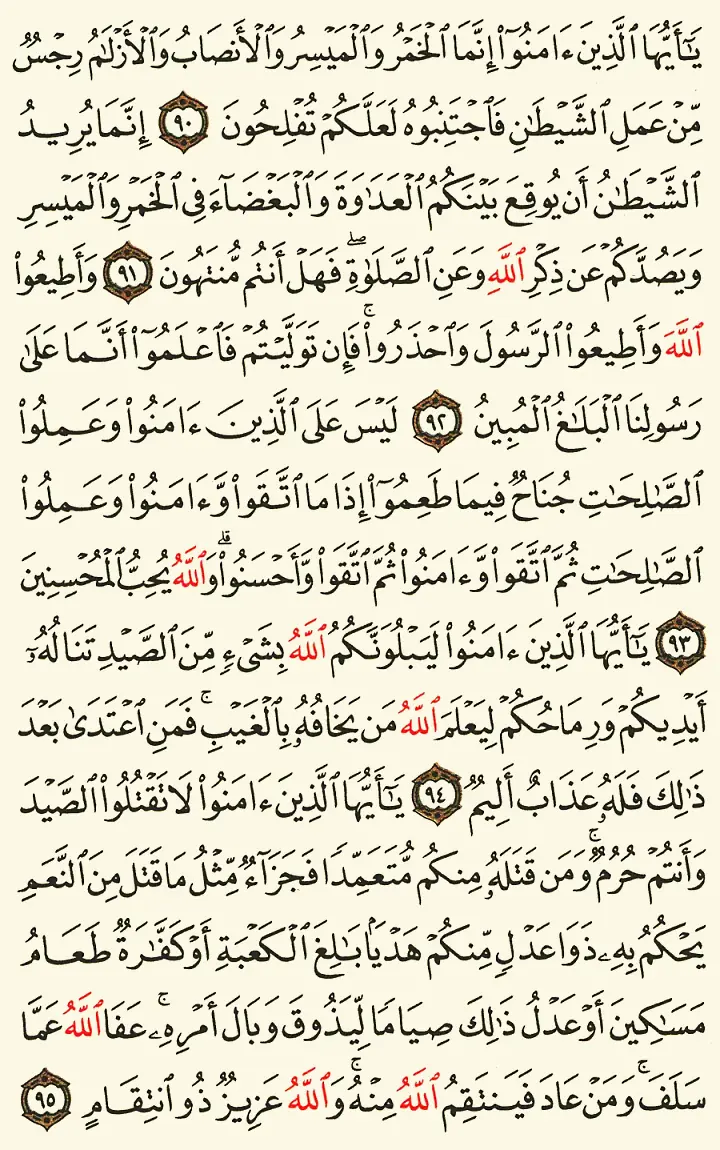 يَٰٓأَيُّهَا ٱلَّذِينَ ءَامَنُوٓا۟ إِنَّمَا ٱلْخَمْرُ وَٱلْمَيْسِرُ وَٱلْأَنصَابُ وَٱلْأَزْلَٰمُ رِجْسٌ
مِّنْ عَمَلِ ٱلشَّيْطَٰنِ فَٱجْتَنِبُوهُ لَعَلَّكُمْ تُفْلِحُونَ ٩٠ إِنَّمَا يُرِيدُ
ٱلشَّيْطَٰنُ أَن يُوقِعَ بَيْنَكُمُ ٱلْعَدَٰوَةَ وَٱلْبَغْضَآءَ فِى ٱلْخَمْرِ وَٱلْمَيْسِرِ
وَيَصُدَّكُمْ عَن ذِكْرِ ٱللَّهِ وَعَنِ ٱلصَّلَوٰةِ ۖ فَهَلْ أَنتُم مُّنتَهُونَ ٩١ وَأَطِيعُوا۟
ٱللَّهَ وَأَطِيعُوا۟ ٱلرَّسُولَ وَٱحْذَرُوا۟ ۚ فَإِن تَوَلَّيْتُمْ فَٱعْلَمُوٓا۟ أَنَّمَا عَلَىٰ
رَسُولِنَا ٱلْبَلَٰغُ ٱلْمُبِينُ ٩٢ لَيْسَ عَلَى ٱلَّذِينَ ءَامَنُوا۟ وَعَمِلُوا۟
ٱلصَّٰلِحَٰتِ جُنَاحٌ فِيمَا طَعِمُوٓا۟ إِذَا مَا ٱتَّقَوا۟ وَّءَامَنُوا۟ وَعَمِلُوا۟
ٱلصَّٰلِحَٰتِ ثُمَّ ٱتَّقَوا۟ وَّءَامَنُوا۟ ثُمَّ ٱتَّقَوا۟ وَّأَحْسَنُوا۟ ۗ وَٱللَّهُ يُحِبُّ ٱلْمُحْسِنِينَ
٩٣ يَٰٓأَيُّهَا ٱلَّذِينَ ءَامَنُوا۟ لَيَبْلُوَنَّكُمُ ٱللَّهُ بِشَىْءٍ مِّنَ ٱلصَّيْدِ تَنَالُهُۥٓ
أَيْدِيكُمْ وَرِمَاحُكُمْ لِيَعْلَمَ ٱللَّهُ مَن يَخَافُهُۥ بِٱلْغَيْبِ ۚ فَمَنِ ٱعْتَدَىٰ بَعْدَ
ذَٰلِكَ فَلَهُۥ عَذَابٌ أَلِيمٌ ٩٤ يَٰٓأَيُّهَا ٱلَّذِينَ ءَامَنُوا۟ لَا تَقْتُلُوا۟ ٱلصَّيْدَ
وَأَنتُمْ حُرُمٌ ۚ وَمَن قَتَلَهُۥ مِنكُم مُّتَعَمِّدًا فَجَزَآءٌ مِّثْلُ مَا قَتَلَ مِنَ ٱلنَّعَمِ
يَحْكُمُ بِهِۦ ذَوَا عَدْلٍ مِّنكُمْ هَدْيًۢا بَٰلِغَ ٱلْكَعْبَةِ أَوْ كَفَّٰرَةٌ طَعَامُ
مَسَٰكِينَ أَوْ عَدْلُ ذَٰلِكَ صِيَامًا لِّيَذُوقَ وَبَالَ أَمْرِهِۦ ۗ عَفَا ٱللَّهُ عَمَّا
سَلَفَ ۚ وَمَنْ عَادَ فَيَنتَقِمُ ٱللَّهُ مِنْهُ ۗ وَٱللَّهُ عَزِيزٌ ذُو ٱنتِقَامٍ ٩٥